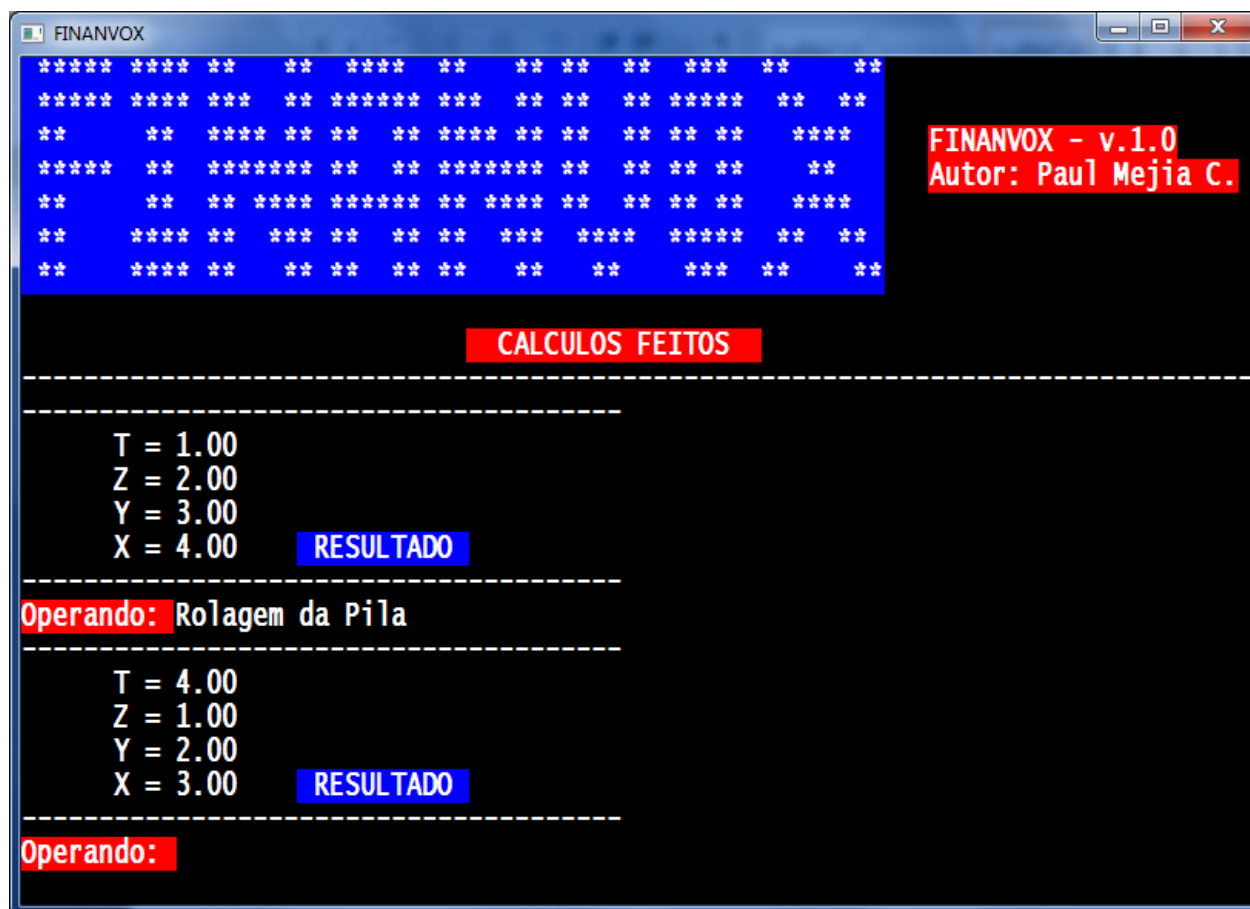 FINANVOX
***** **** **   **  ****  **   ** **  **  ***  **    **
***** **** ***  ** ****** ***  ** **  ** *****  **  **
**     **  **** ** **  ** **** ** **  ** ** **   ****
*****  **  ******* **  ** ******* **  ** ** **    **
**     **  ** **** ****** ** **** **  ** ** **   ****
**    **** **  *** **  ** **  ***  ****  *****  **  **
**    **** **   ** **  ** **   **   **    ***  **    **
FINANVOX - v.1.0
Autor: Paul Mejia C.
CALCULOS FEITOS
--------------------------------------------------------------------------------
---------------------------------------
T = 1.00
Z = 2.00
Y = 3.00
X = 4.00 RESULTADO
---------------------------------------
Operando: Rolagem da Pila
---------------------------------------
T = 4.00
Z = 1.00
Y = 2.00
X = 3.00 RESULTADO
---------------------------------------
Operando: